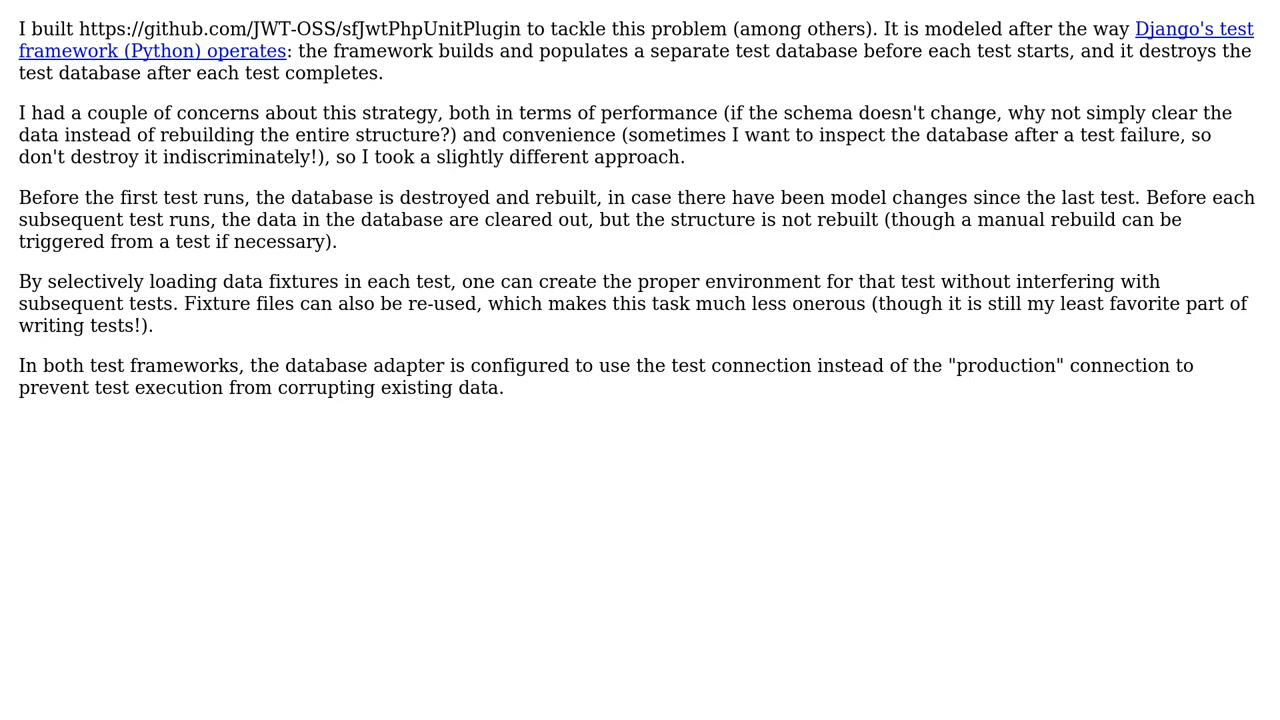 I built https://github.com/JWT-OSS/sfJwtPhpUnitPlugin to tackle this problem (among others). It is modeled after the way Django's test
framework (Python) operates: the framework builds and populates a separate test database before each test starts, and it destroys the
test database after each test completes.
I had a couple of concerns about this strategy, both in terms of performance (if the schema doesn't change, why not simply clear the
data instead of rebuilding the entire structure?) and convenience (sometimes I want to inspect the database after a test failure, so
don't destroy it indiscriminately!), so I took a slightly different approach.
Before the first test runs, the database is destroyed and rebuilt, in case there have been model changes since the last test. Before each
subsequent test runs, the data in the database are cleared out, but the structure is not rebuilt (though a manual rebuild can be
triggered from a test if necessary).
By selectively loading data fixtures in each test, one can create the proper environment for that test without interfering with
subsequent tests. Fixture files can also be re-used, which makes this task much less onerous (though it is still my least favorite part of
writing tests!).
In both test frameworks, the database adapter is configured to use the test connection instead of the "production" connection to
prevent test execution from corrupting existing data.